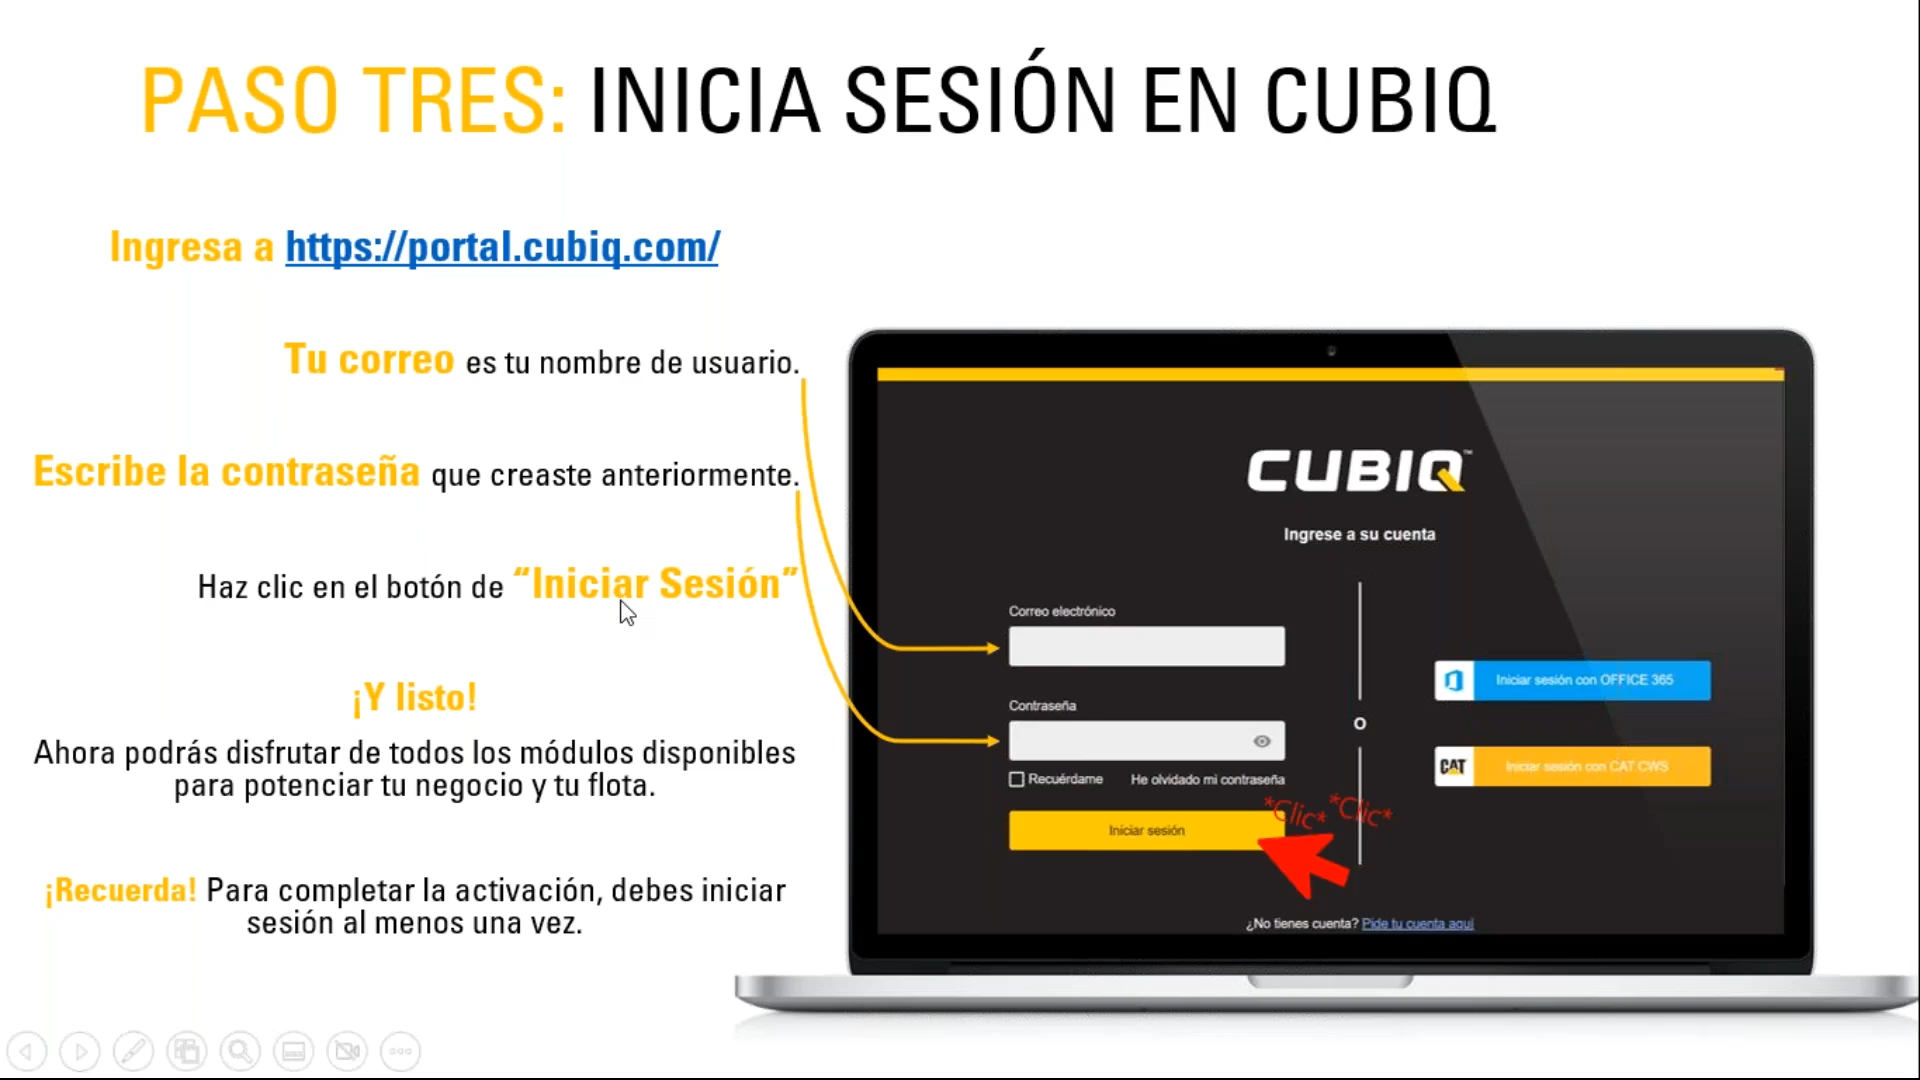 PASO TRES: INICIA SESIÓN EN CUBIQ
Ingresa a https://portal.cubiq.com/
Tu correo es tu nombre de usuario.
Escribe la contraseña que creaste anteriormente.
Haz clic en el botón de “Iniciar Sesión”
¡Y listo!
Ahora podrás disfrutar de todos los módulos disponibles
para potenciar tu negocio y tu flota.
¡Recuerda! Para completar la activación, debes iniciar
sesión al menos una vez.
CUBIQ™
Ingrese a su cuenta
Correo electrónico
Contraseña
Recuérdame He olvidado mi contraseña
*Clic* *Clic*
Iniciar sesión
O
Iniciar sesión con OFFICE 365
CAT Iniciar sesión con CAT CWS
¿No tienes cuenta? Pide tu cuenta aquí